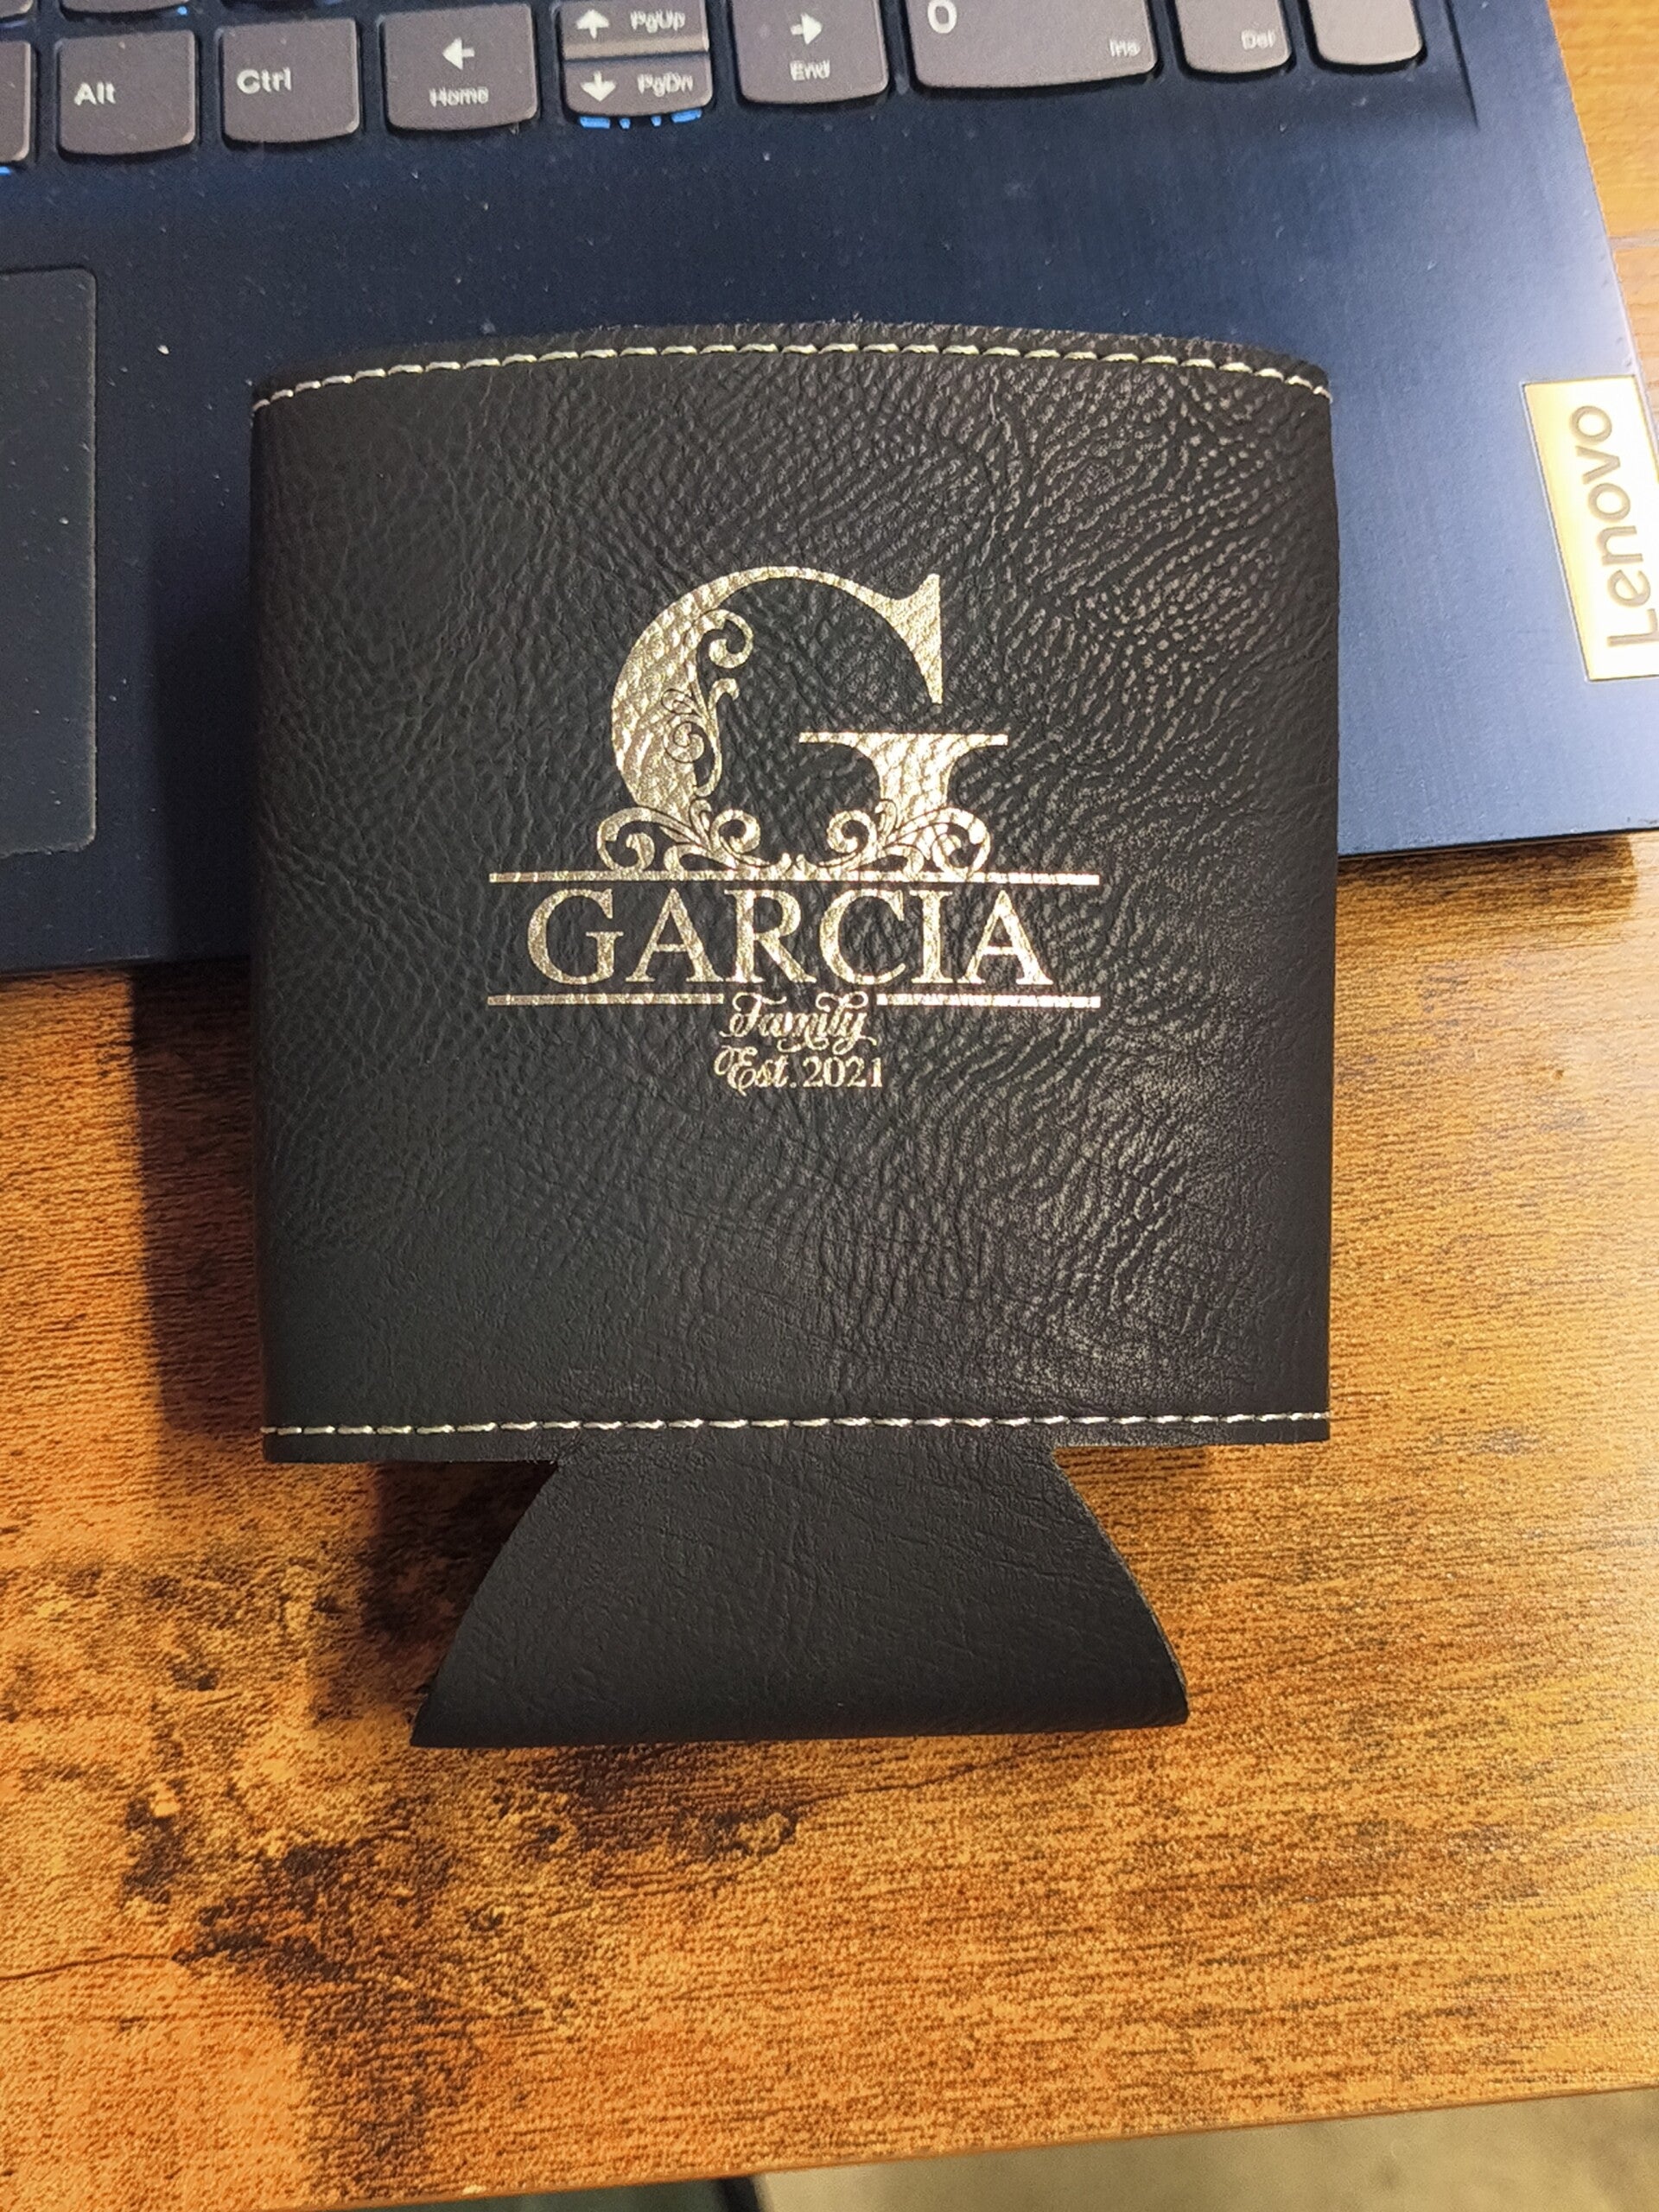 Alt
Ctrl
Home
PgUp
PgDn
End
0
Ins
Del
Lenovo
G
GARCIA
Family
Est. 2021